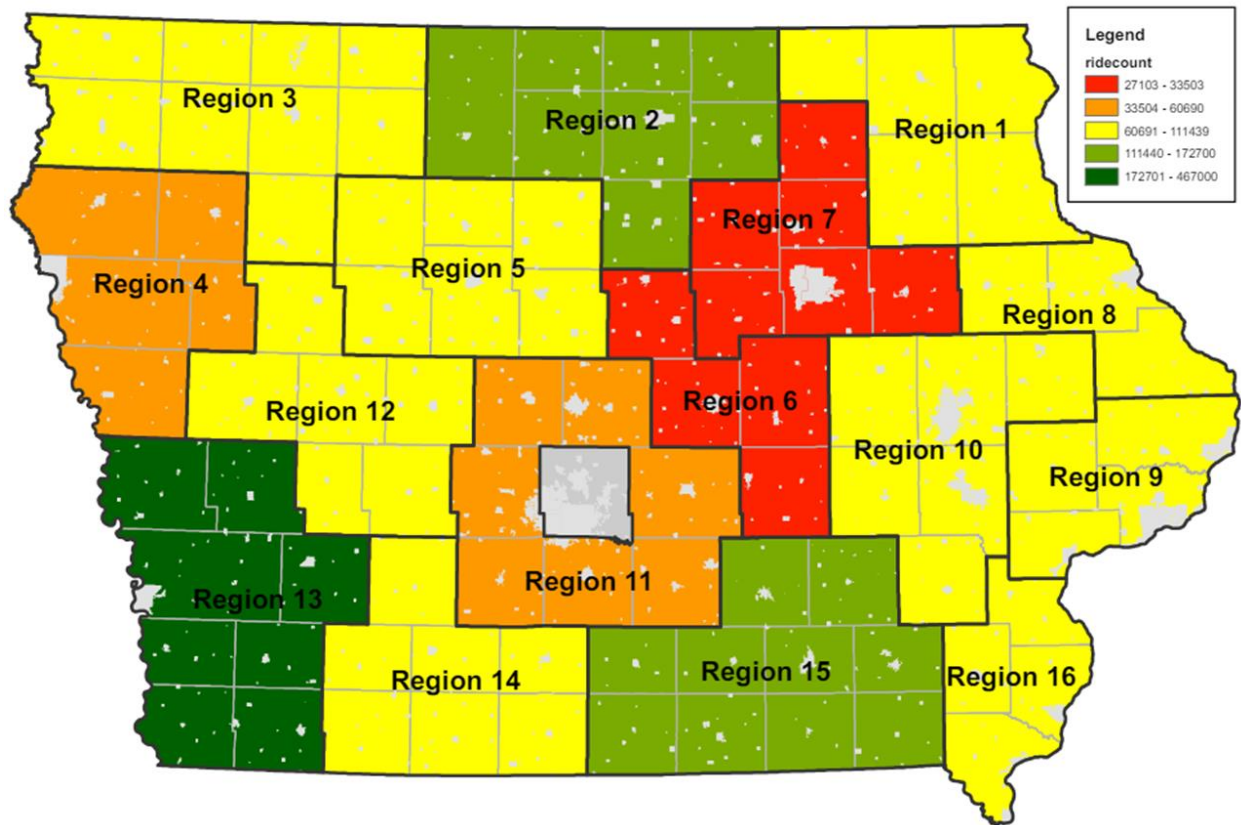 Legend
ridecount
27103 - 33503
33504 - 60690
60691 - 111439
111440 - 172700
172701 - 467000
Region 3
Region 2
Region 1
Region 7
Region 5
Region 4
Region 8
Region 6
Region 12
Region 10
Region 9
Region 11
Region 13
Region 15
Region 14
Region 16